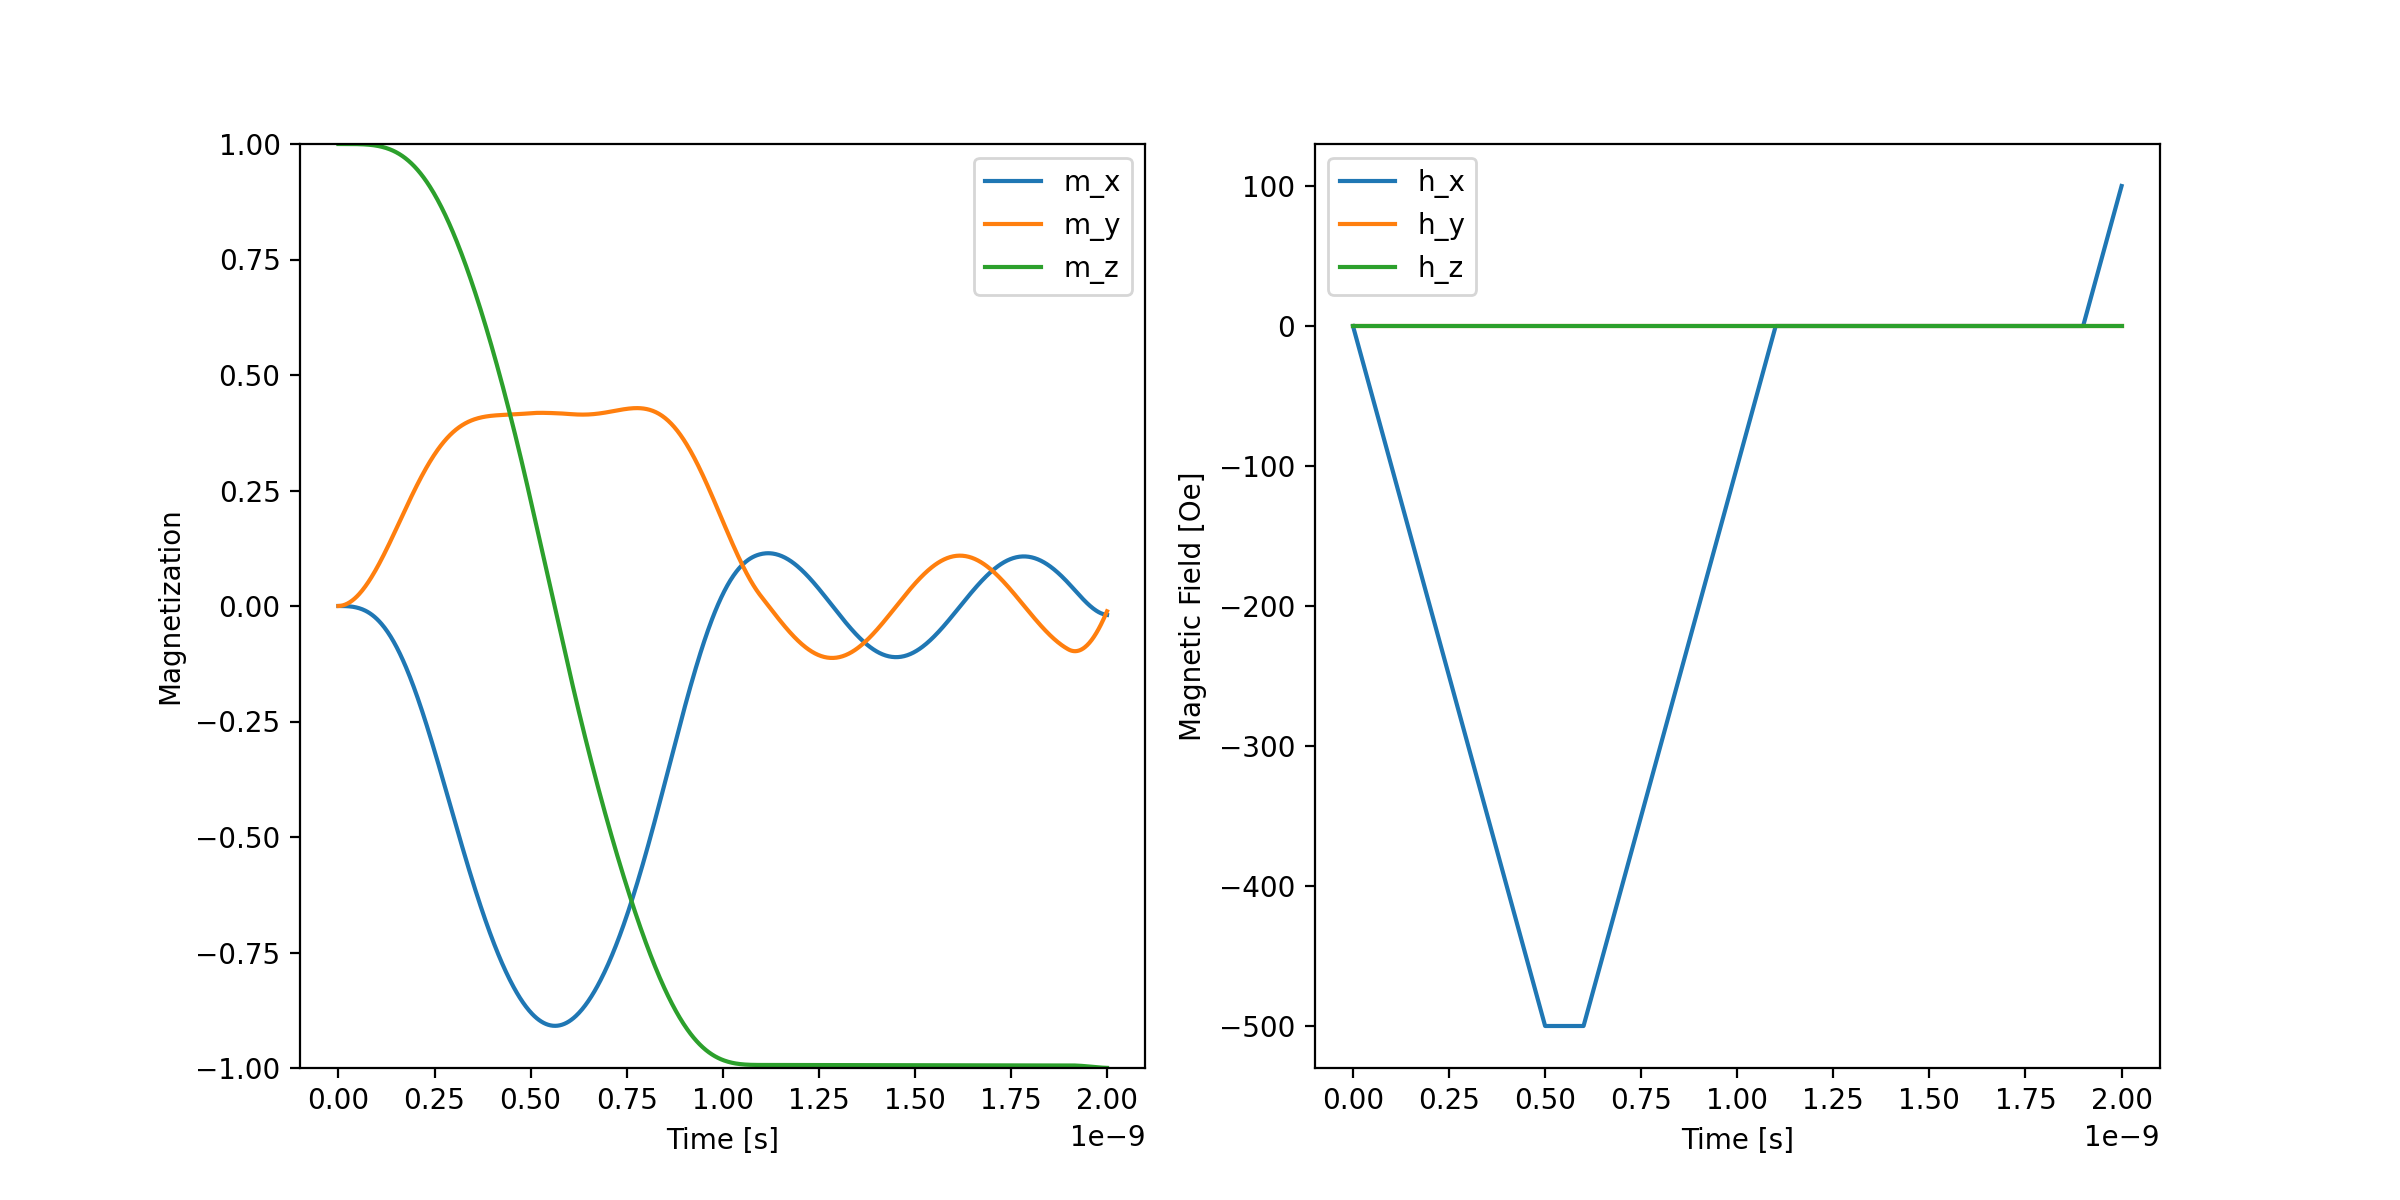 Magnetization
1.00
0.75
0.50
0.25
0.00
−0.25
−0.50
−0.75
−1.00
m_x
m_y
m_z
0.00 0.25 0.50 0.75 1.00 1.25 1.50 1.75 2.00
Time [s]
1e−9
Magnetic Field [Oe]
100
0
−100
−200
−300
−400
−500
h_x
h_y
h_z
0.00 0.25 0.50 0.75 1.00 1.25 1.50 1.75 2.00
Time [s]
1e−9